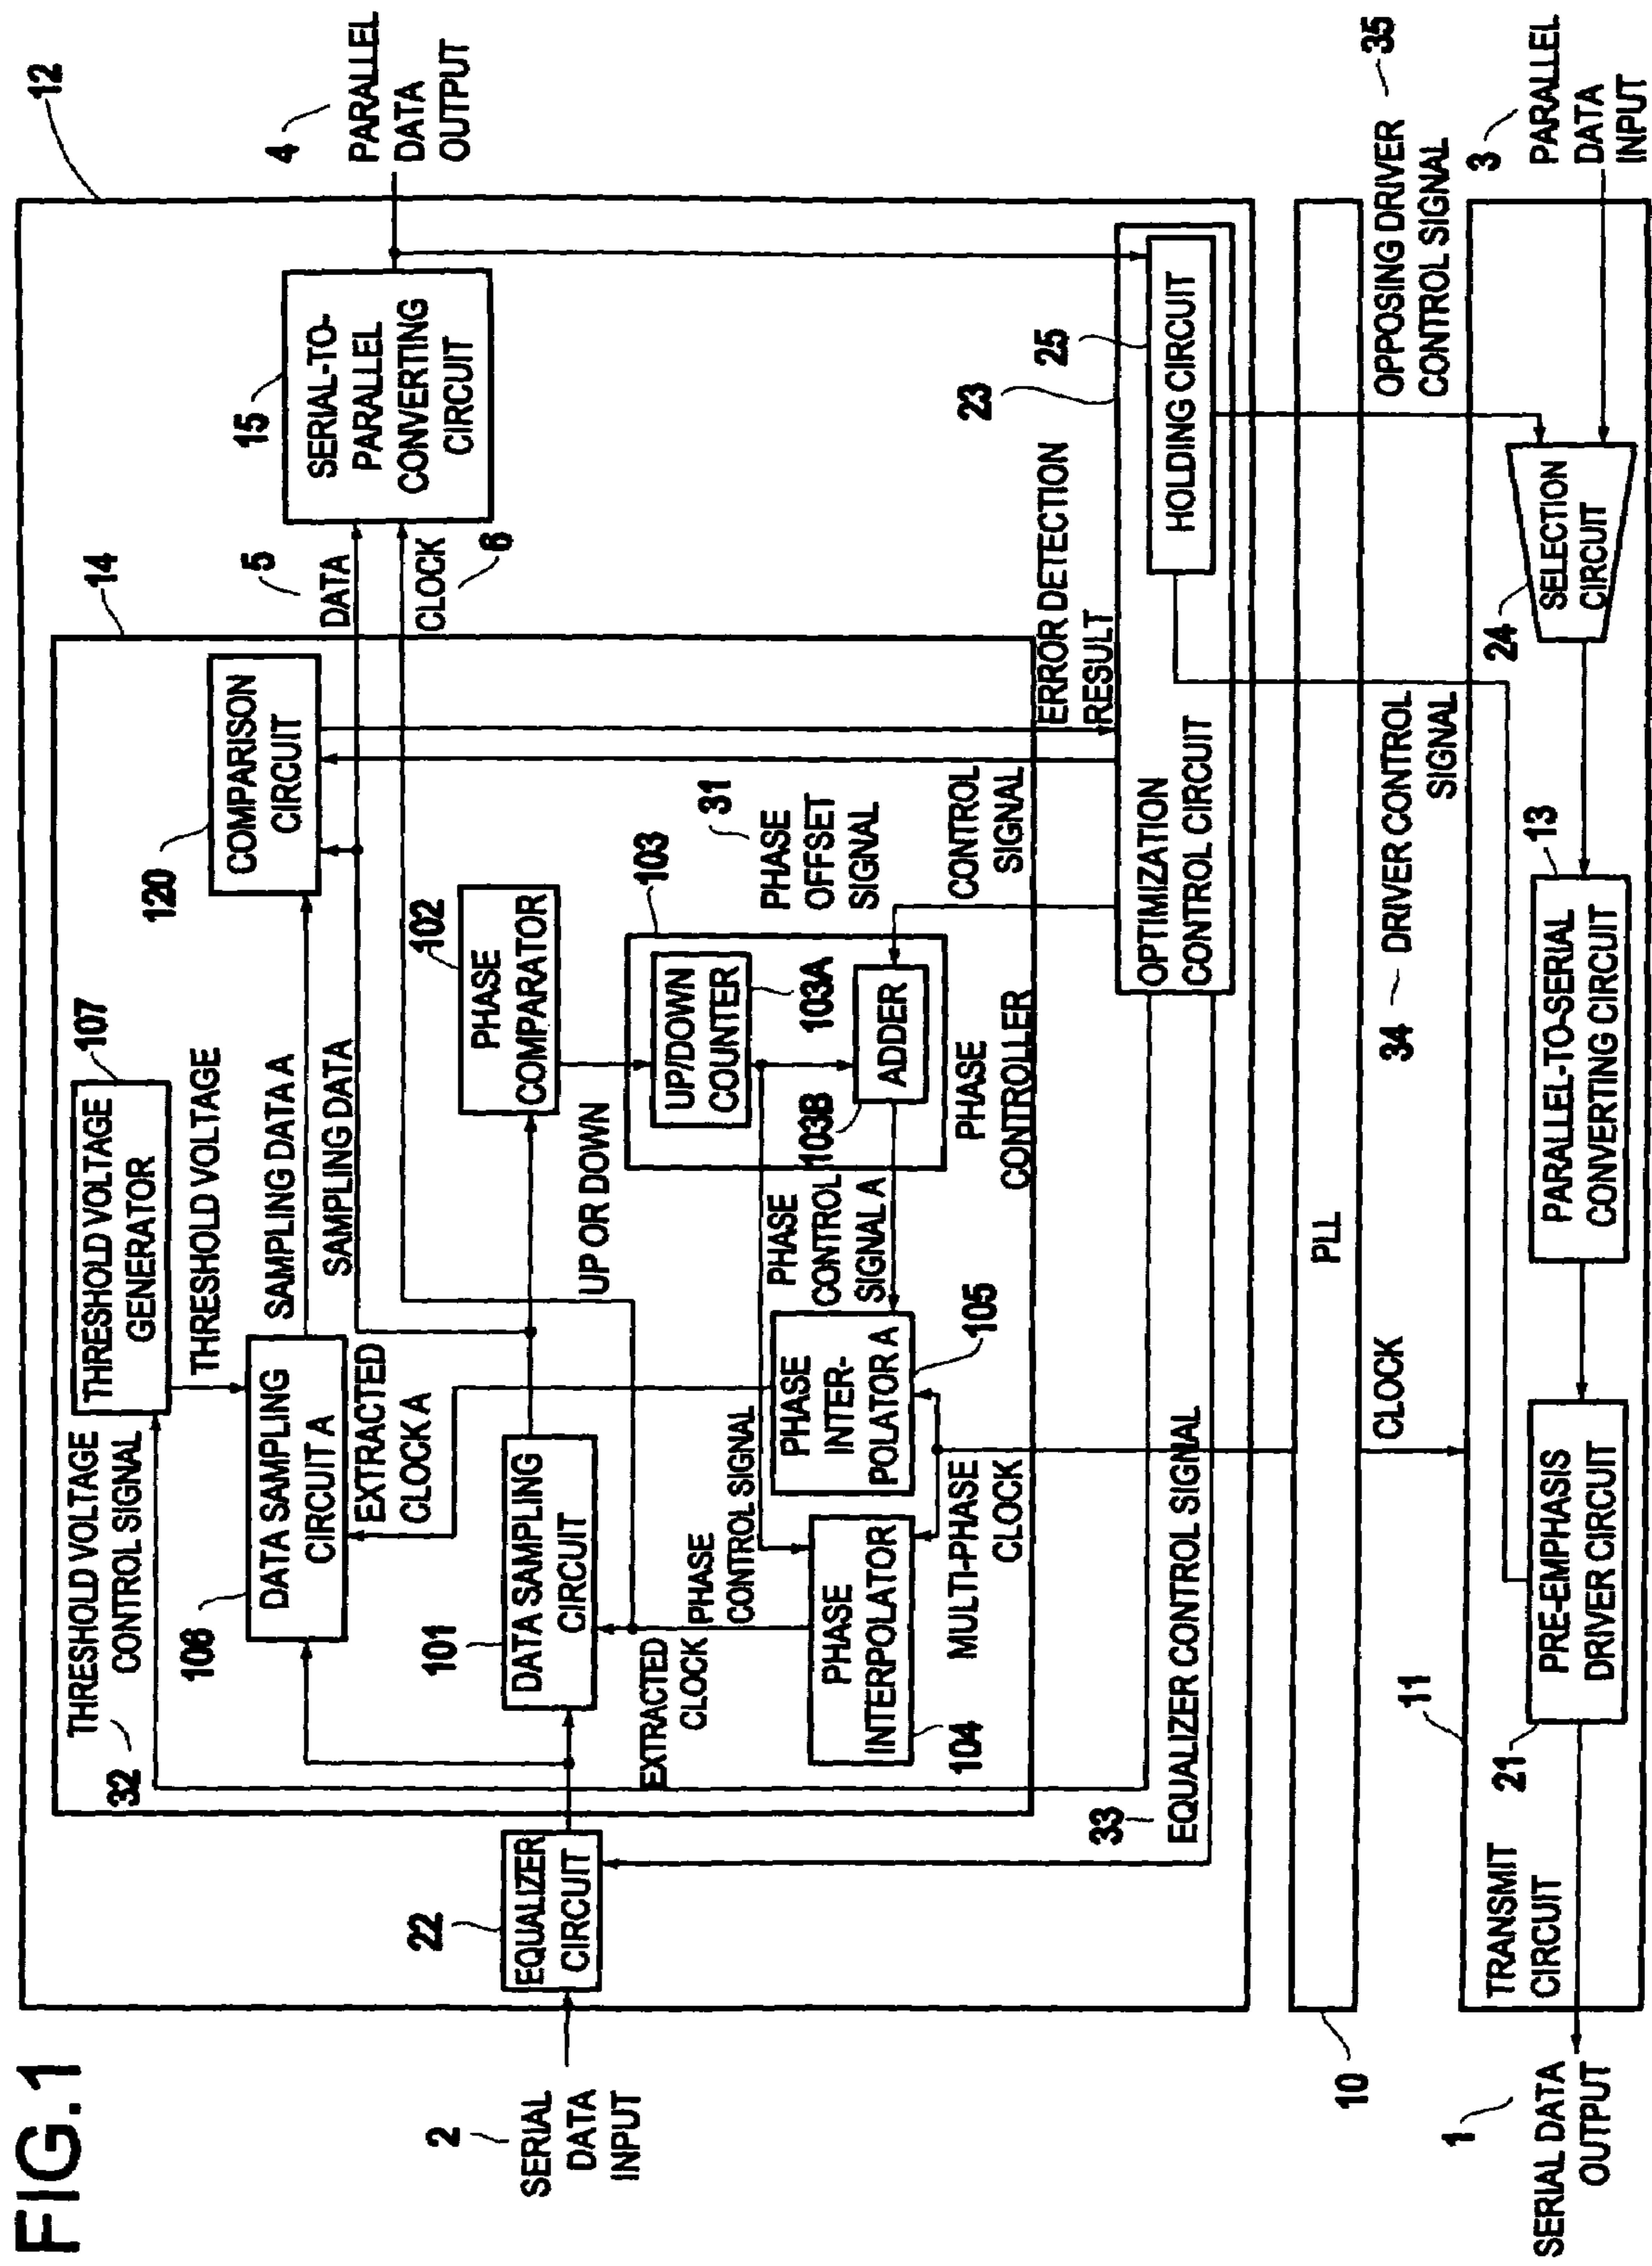 FIG.1
12
4
PARALLEL
DATA
OUTPUT
15
SERIAL-TO-
PARALLEL
CONVERTING
CIRCUIT
14
5
DATA
CLOCK
6
120
COMPARISON
CIRCUIT
107
THRESHOLD VOLTAGE
GENERATOR
THRESHOLD VOLTAGE
SAMPLING DATA A
SAMPLING DATA
32
THRESHOLD VOLTAGE
CONTROL SIGNAL
106
DATA SAMPLING
CIRCUIT A
EXTRACTED
CLOCK A
102
PHASE
COMPARATOR
UP OR DOWN
2
SERIAL
DATA
INPUT
22
EQUALIZER
CIRCUIT
101
DATA SAMPLING
CIRCUIT
EXTRACTED
CLOCK
PHASE
CONTROL SIGNAL
103
UP/DOWN
COUNTER
103A
103B
ADDER
PHASE
CONTROLLER
31
PHASE
OFFSET
SIGNAL
PHASE
CONTROL
SIGNAL A
105
PHASE
INTER-
POLATOR A
PHASE
INTERPOLATOR
104
MULTI-PHASE
CLOCK
CONTROL
SIGNAL
ERROR DETECTION
RESULT
23
25
HOLDING CIRCUIT
OPTIMIZATION
CONTROL CIRCUIT
33
EQUALIZER CONTROL SIGNAL
PLL
10
CLOCK
34
DRIVER CONTROL
SIGNAL
OPPOSING DRIVER
CONTROL SIGNAL
35
3
PARALLEL
DATA
INPUT
11
TRANSMIT
CIRCUIT
24
SELECTION
CIRCUIT
13
PARALLEL-TO-SERIAL
CONVERTING CIRCUIT
PRE-EMPHASIS
DRIVER CIRCUIT
21
1
SERIAL DATA
OUTPUT